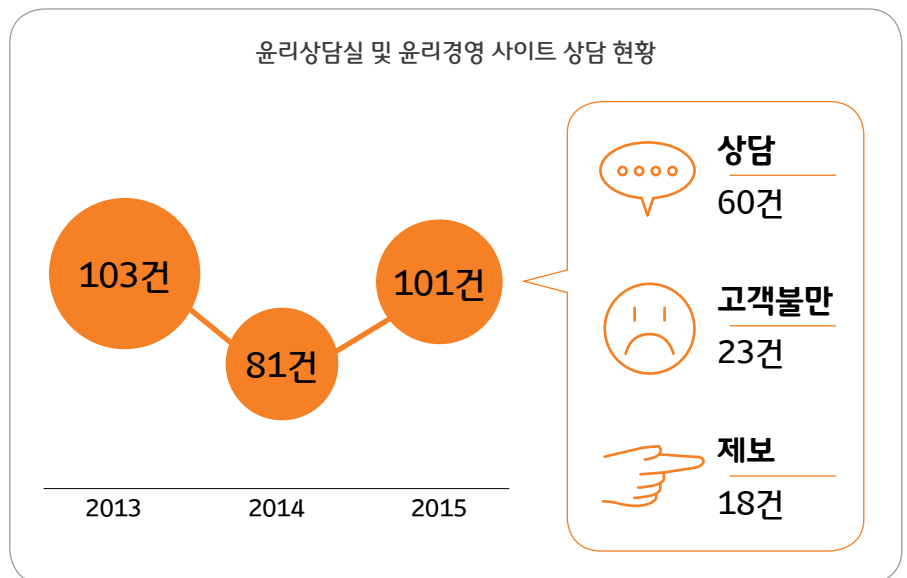 윤리상담실 및 윤리경영 사이트 상담 현황
103건
81건
101건
2013
2014
2015
상담
60건
고객불만
23건
제보
18건